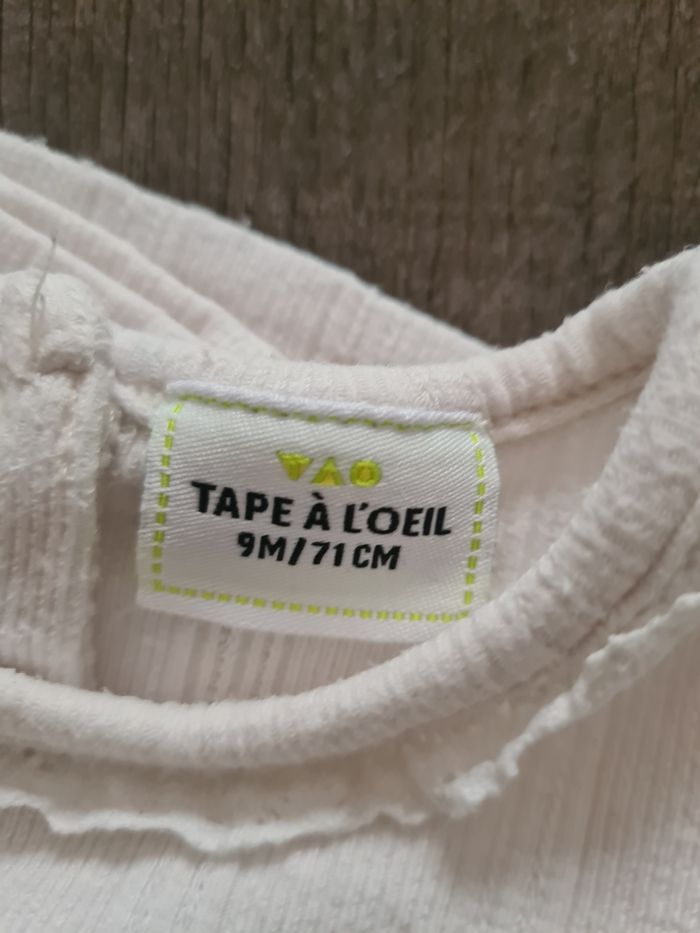 TAO
TAPE À L'OEIL
9M/71CM